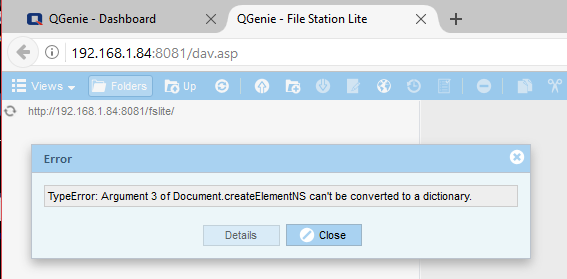 QGenie - Dashboard
QGenie - File Station Lite
192.168.1.84:8081/dav.asp
Views
Folders
Up
http://192.168.1.84:8081/fslite/
Error
TypeError: Argument 3 of Document.createElementNS can't be converted to a dictionary.
Details
Close